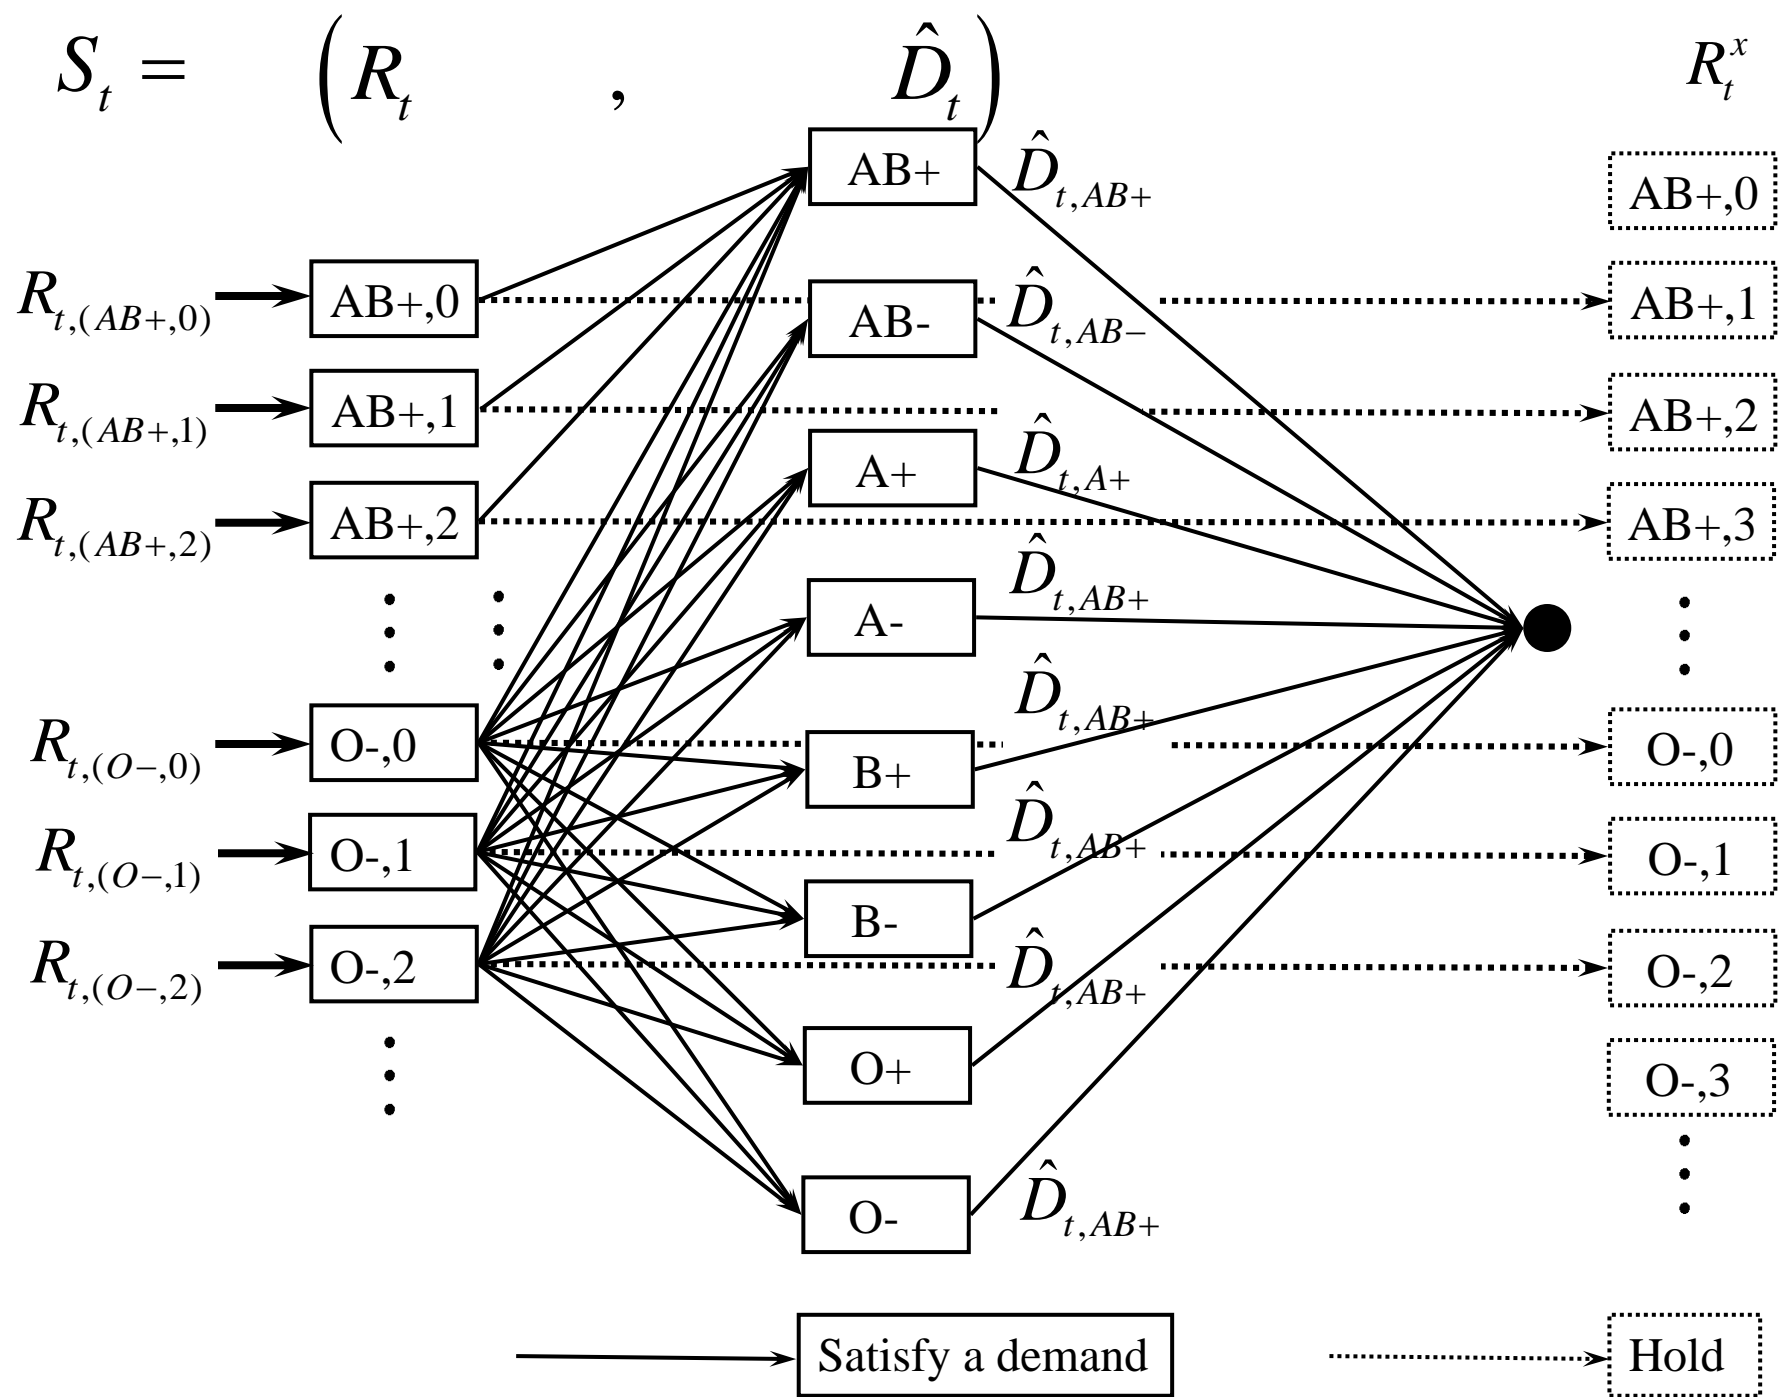 S_t = (R_t , D̂_t) R_t^x
AB+ D̂_{t,AB+} AB+,0
R_{t,(AB+,0)} AB+,0 AB- D̂_{t,AB−} AB+,1
R_{t,(AB+,1)} AB+,1 AB+,2
A+ D̂_{t,A+}
R_{t,(AB+,2)} AB+,2 AB+,3
A- D̂_{t,AB+}
R_{t,(O−,0)} O-,0 D̂_{t,AB+} O-,0
B+
R_{t,(O−,1)} O-,1 D̂_{t,AB+} O-,1
B-
R_{t,(O−,2)} O-,2 D̂_{t,AB+} O-,2
O+ O-,3
O- D̂_{t,AB+}
Satisfy a demand Hold